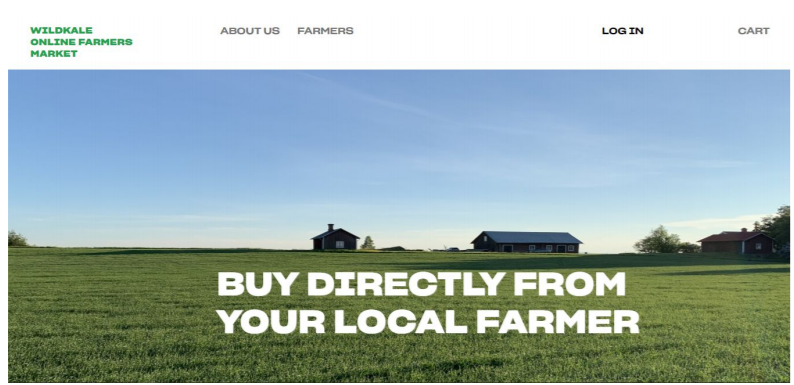 WILDKALE
ONLINE FARMERS
MARKET
ABOUT US
FARMERS
LOG IN
CART
BUY DIRECTLY FROM
YOUR LOCAL FARMER